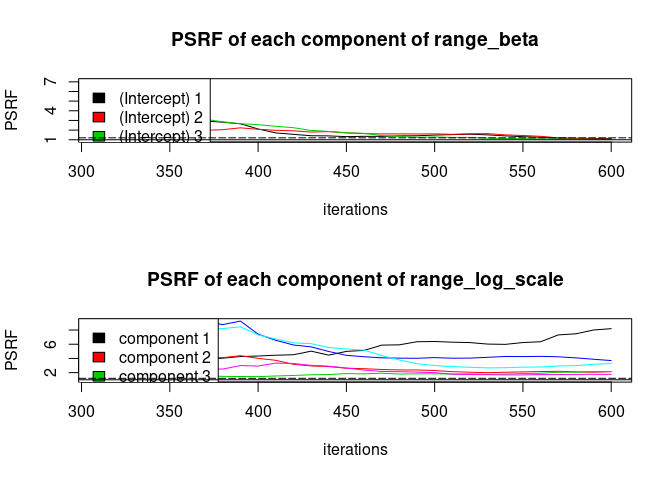 PSRF of each component of range_beta
PSRF
7
4
1
(Intercept) 1
(Intercept) 2
(Intercept) 3
300 350 400 450 500 550 600
iterations
PSRF of each component of range_log_scale
PSRF
6
2
component 1
component 2
component 3
300 350 400 450 500 550 600
iterations